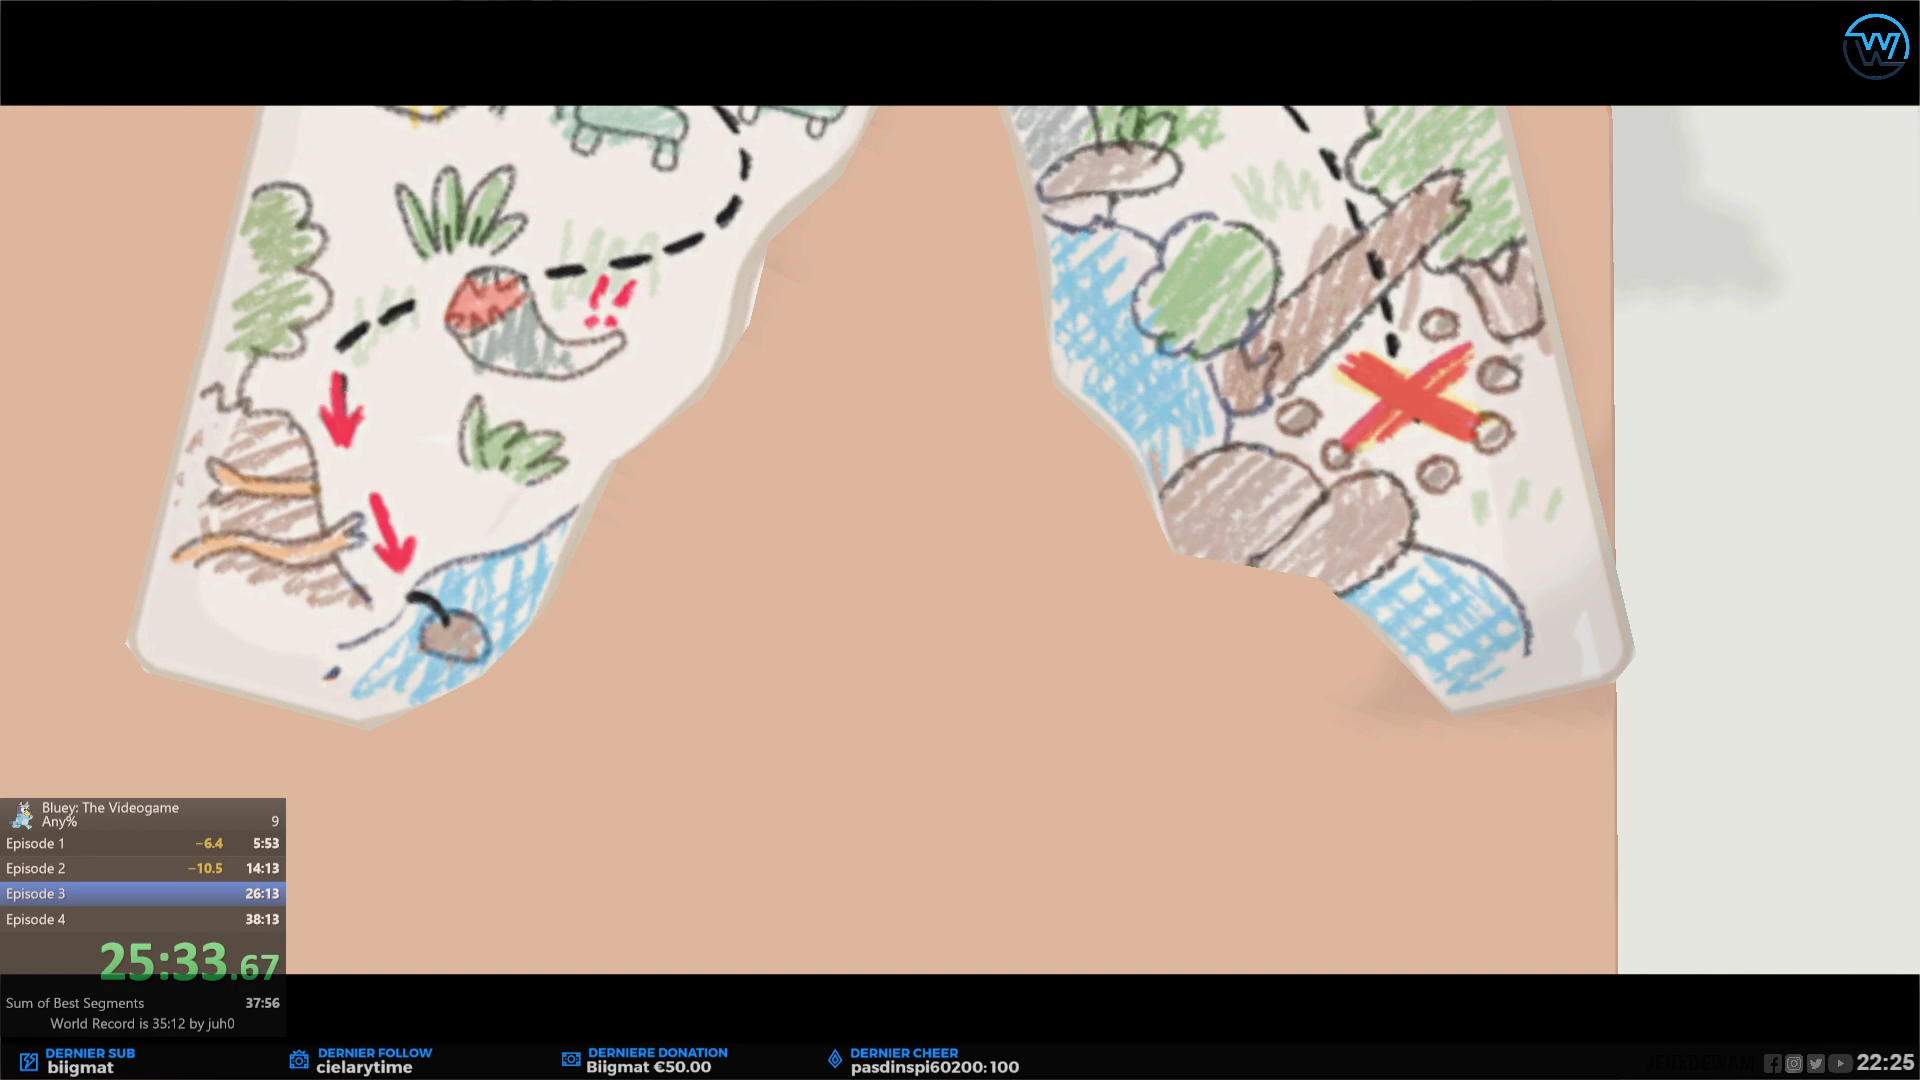 Bluey: The Videogame
Any% 9
Episode 1 −6.4 5:53
Episode 2 −10.5 14:13
Episode 3 26:13
Episode 4 38:13
25:33.67
Sum of Best Segments 37:56
World Record is 35:12 by juh0
DERNIER SUB
biigmat
DERNIER FOLLOW
cielarytime
DERNIERE DONATION
Biigmat €50.00
DERNIER CHEER
pasdinspi60200:100
22:25